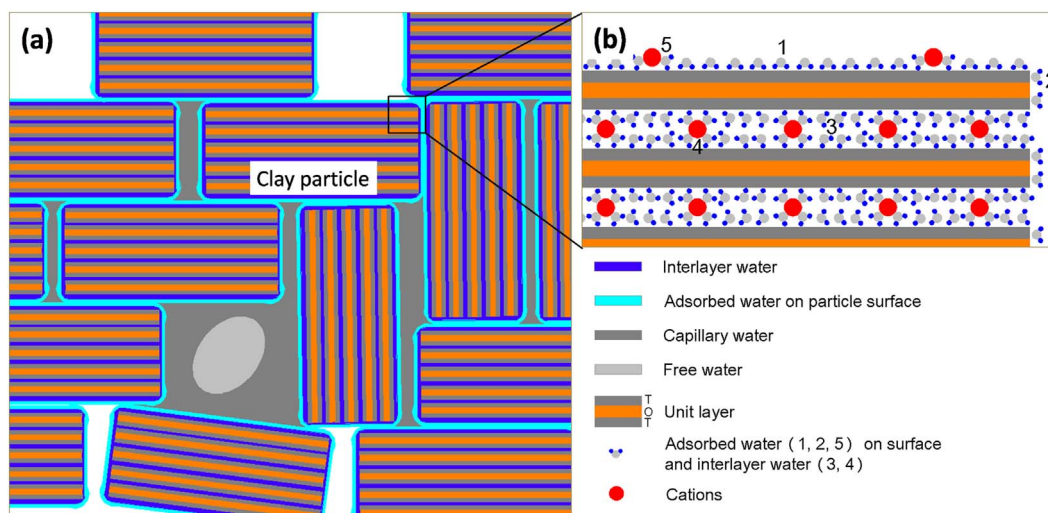 (a)
Clay particle
(b)
5
1
2
3
4
Interlayer water
Adsorbed water on particle surface
Capillary water
Free water
T
O
T
Unit layer
Adsorbed water (1, 2, 5) on surface
and interlayer water (3, 4)
Cations